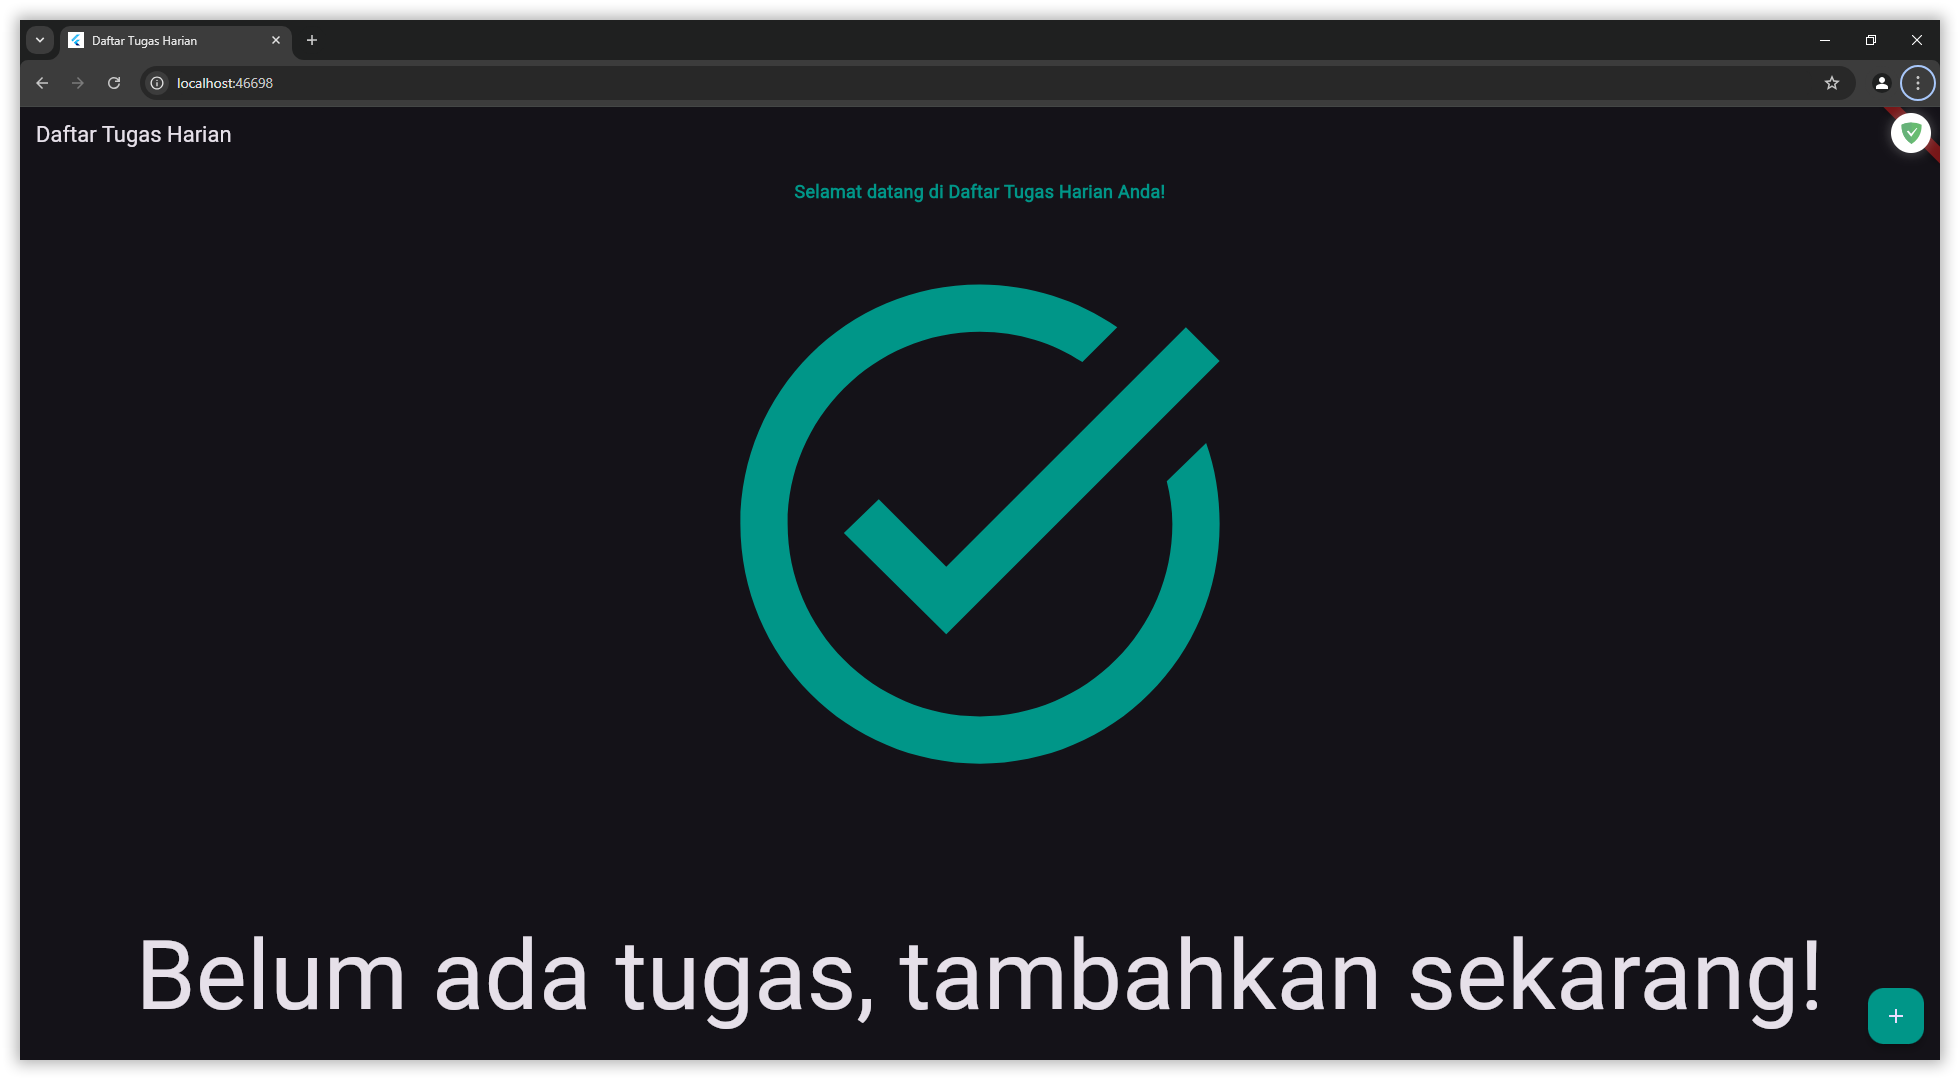 Daftar Tugas Harian
localhost:46698
Daftar Tugas Harian
Selamat datang di Daftar Tugas Harian Anda!
Belum ada tugas, tambahkan sekarang!